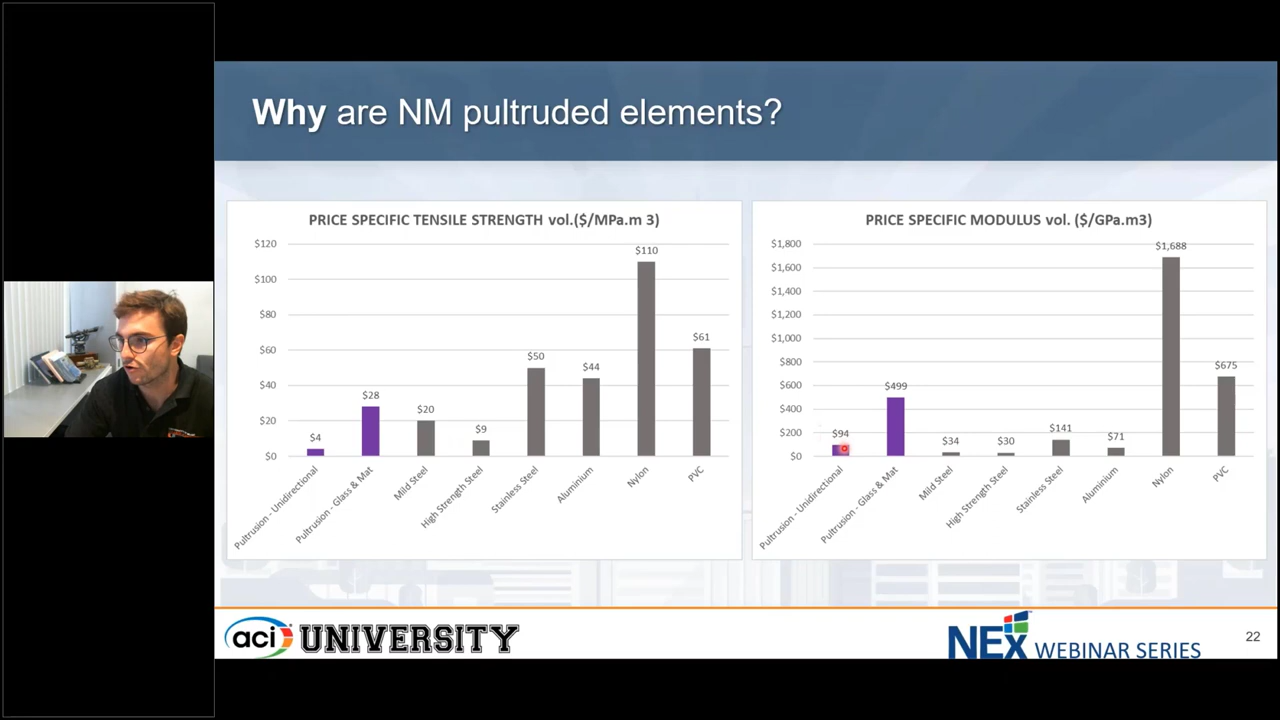 Why are NM pultruded elements?
PRICE SPECIFIC TENSILE STRENGTH vol.($/MPa.m 3)
$120
$100
$80
$60
$40
$20
$0
$4
$28
$20
$9
$50
$44
$110
$61
Pultrusion - Unidirectional
Pultrusion - Glass & Mat
Mild Steel
High Strength Steel
Stainless Steel
Aluminium
Nylon
PVC
PRICE SPECIFIC MODULUS vol. ($/GPa.m3)
$1,800
$1,600
$1,400
$1,200
$1,000
$800
$600
$400
$200
$0
$94
$499
$34
$30
$141
$71
$1,688
$675
Pultrusion - Unidirectional
Pultrusion - Glass & Mat
Mild Steel
High Strength Steel
Stainless Steel
Aluminium
Nylon
PVC
aci UNIVERSITY
NEx WEBINAR SERIES
22